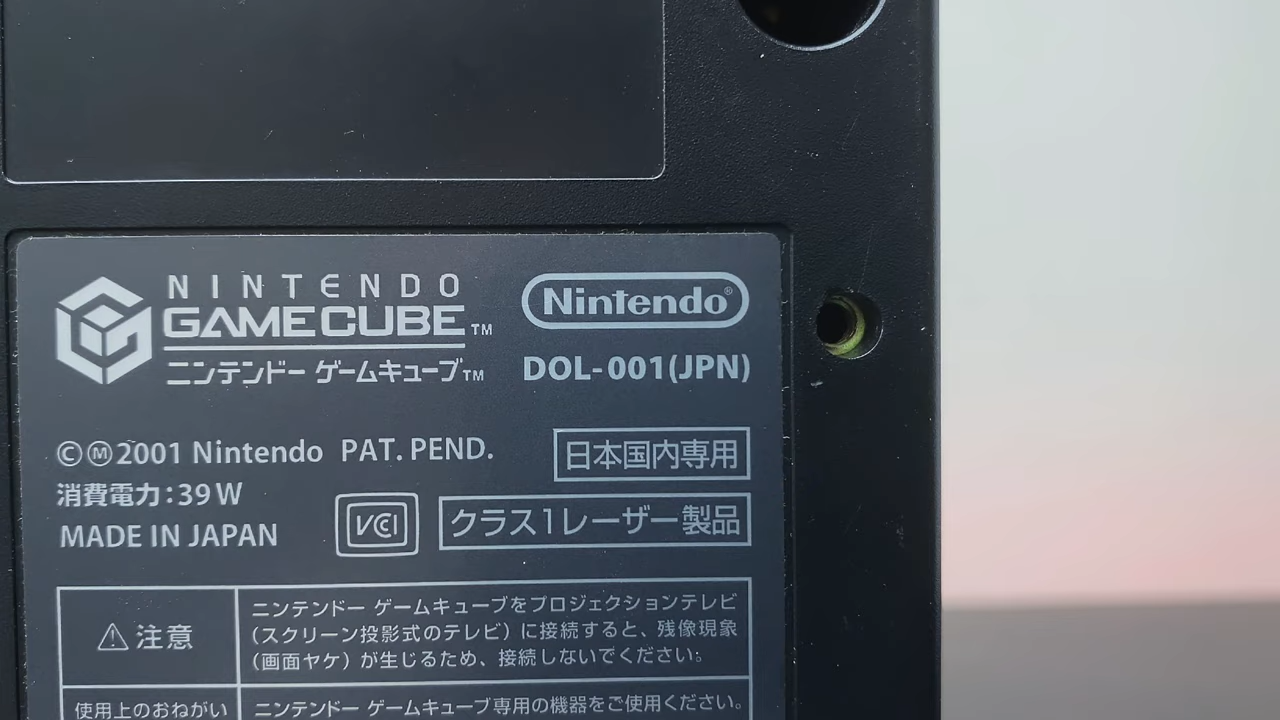 NINTENDO
GAMECUBE™
ニンテンドー ゲームキューブ™
Nintendo®
DOL-001(JPN)
©Ⓜ2001 Nintendo PAT. PEND.
日本国内専用
消費電力：39W
MADE IN JAPAN
VCCI
クラス1レーザー製品
⚠注意
ニンテンドー ゲームキューブをプロジェクションテレビ
（スクリーン投影式のテレビ）に接続すると、残像現象
（画面ヤケ）が生じるため、接続しないでください。
使用上のおねがい
ニンテンドー ゲームキューブ専用の機器をご使用ください。